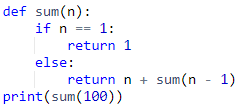 def sum(n):
    if n == 1:
        return 1
    else:
        return n + sum(n - 1)
print(sum(100))